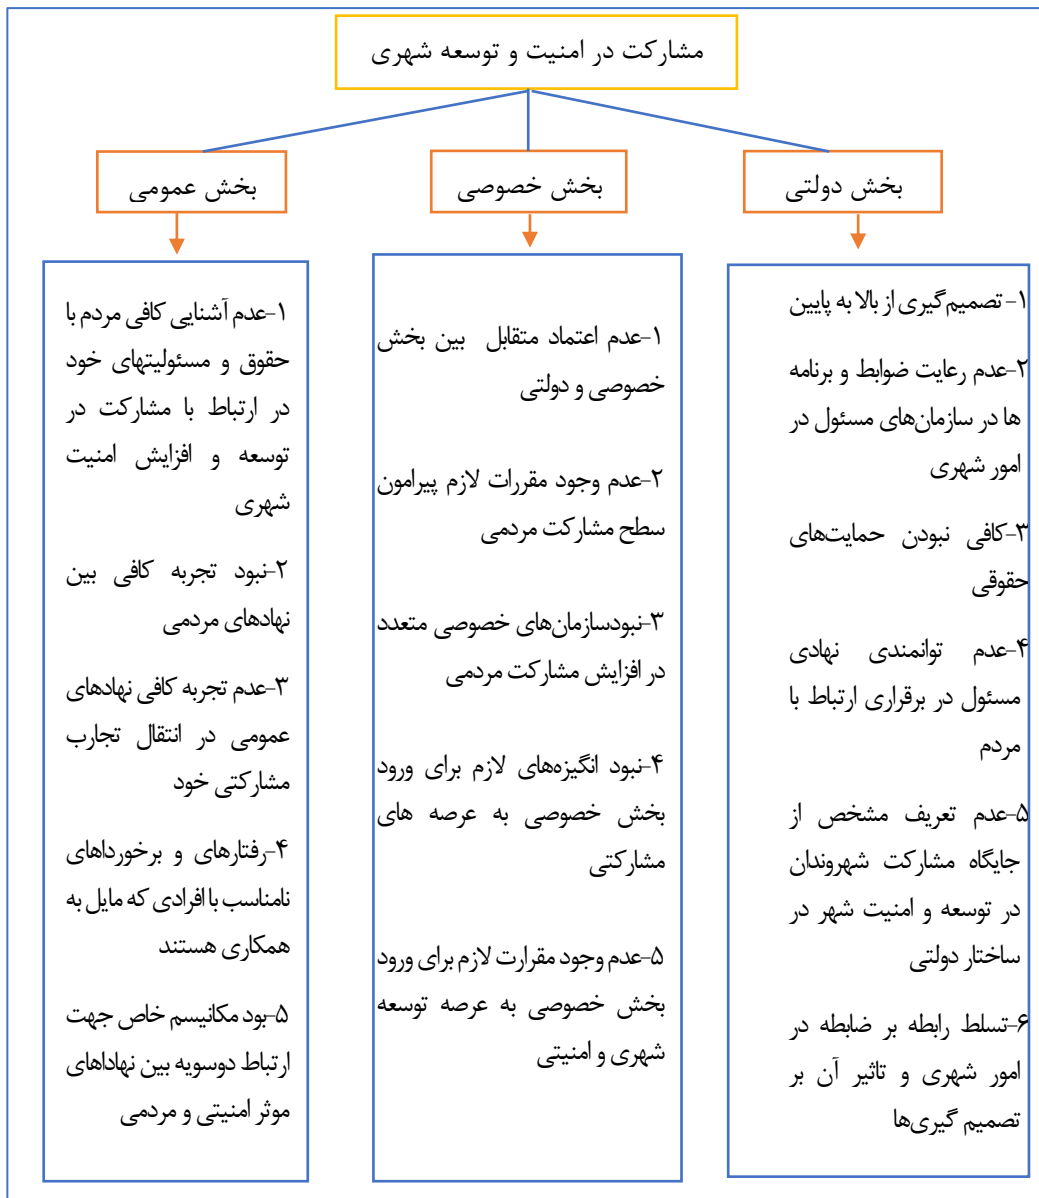 مشارکت در امنیت و توسعه شهری
بخش دولتی
بخش خصوصی
بخش عمومی
۱- تصمیم‌گیری از بالا به پایین
۲-عدم رعایت ضوابط و برنامه
ها در سازمان‌های مسئول در
امور شهری
۳-کافی نبودن حمایت‌های
حقوقی
۴-عدم توانمندی نهادی
مسئول در برقراری ارتباط با
مردم
۵-عدم تعریف مشخص از
جایگاه مشارکت شهروندان
در توسعه و امنیت شهر در
ساختار دولتی
۶-تسلط رابطه بر ضابطه در
امور شهری و تاثیر آن بر
تصمیم گیری‌ها
۱-عدم اعتماد متقابل بین بخش
خصوصی و دولتی
۲-عدم وجود مقررات لازم پیرامون
سطح مشارکت مردمی
۳-نبودسازمان‌های خصوصی متعدد
در افزایش مشارکت مردمی
۴-نبود انگیزه‌های لازم برای ورود
بخش خصوصی به عرصه های
مشارکتی
۵-عدم وجود مقرارت لازم برای ورود
بخش خصوصی به عرصه توسعه
شهری و امنیتی
۱-عدم آشنایی کافی مردم با
حقوق و مسئولیتهای خود
در ارتباط با مشارکت در
توسعه و افزایش امنیت
شهری
۲-نبود تجربه کافی بین
نهادهای مردمی
۳-عدم تجربه کافی نهادهای
عمومی در انتقال تجارب
مشارکتی خود
۴-رفتارهای و برخورداهای
نامناسب با افرادی که مایل به
همکاری هستند
۵-بود مکانیسم خاص جهت
ارتباط دوسویه بین نهاداهای
موثر امنیتی و مردمی